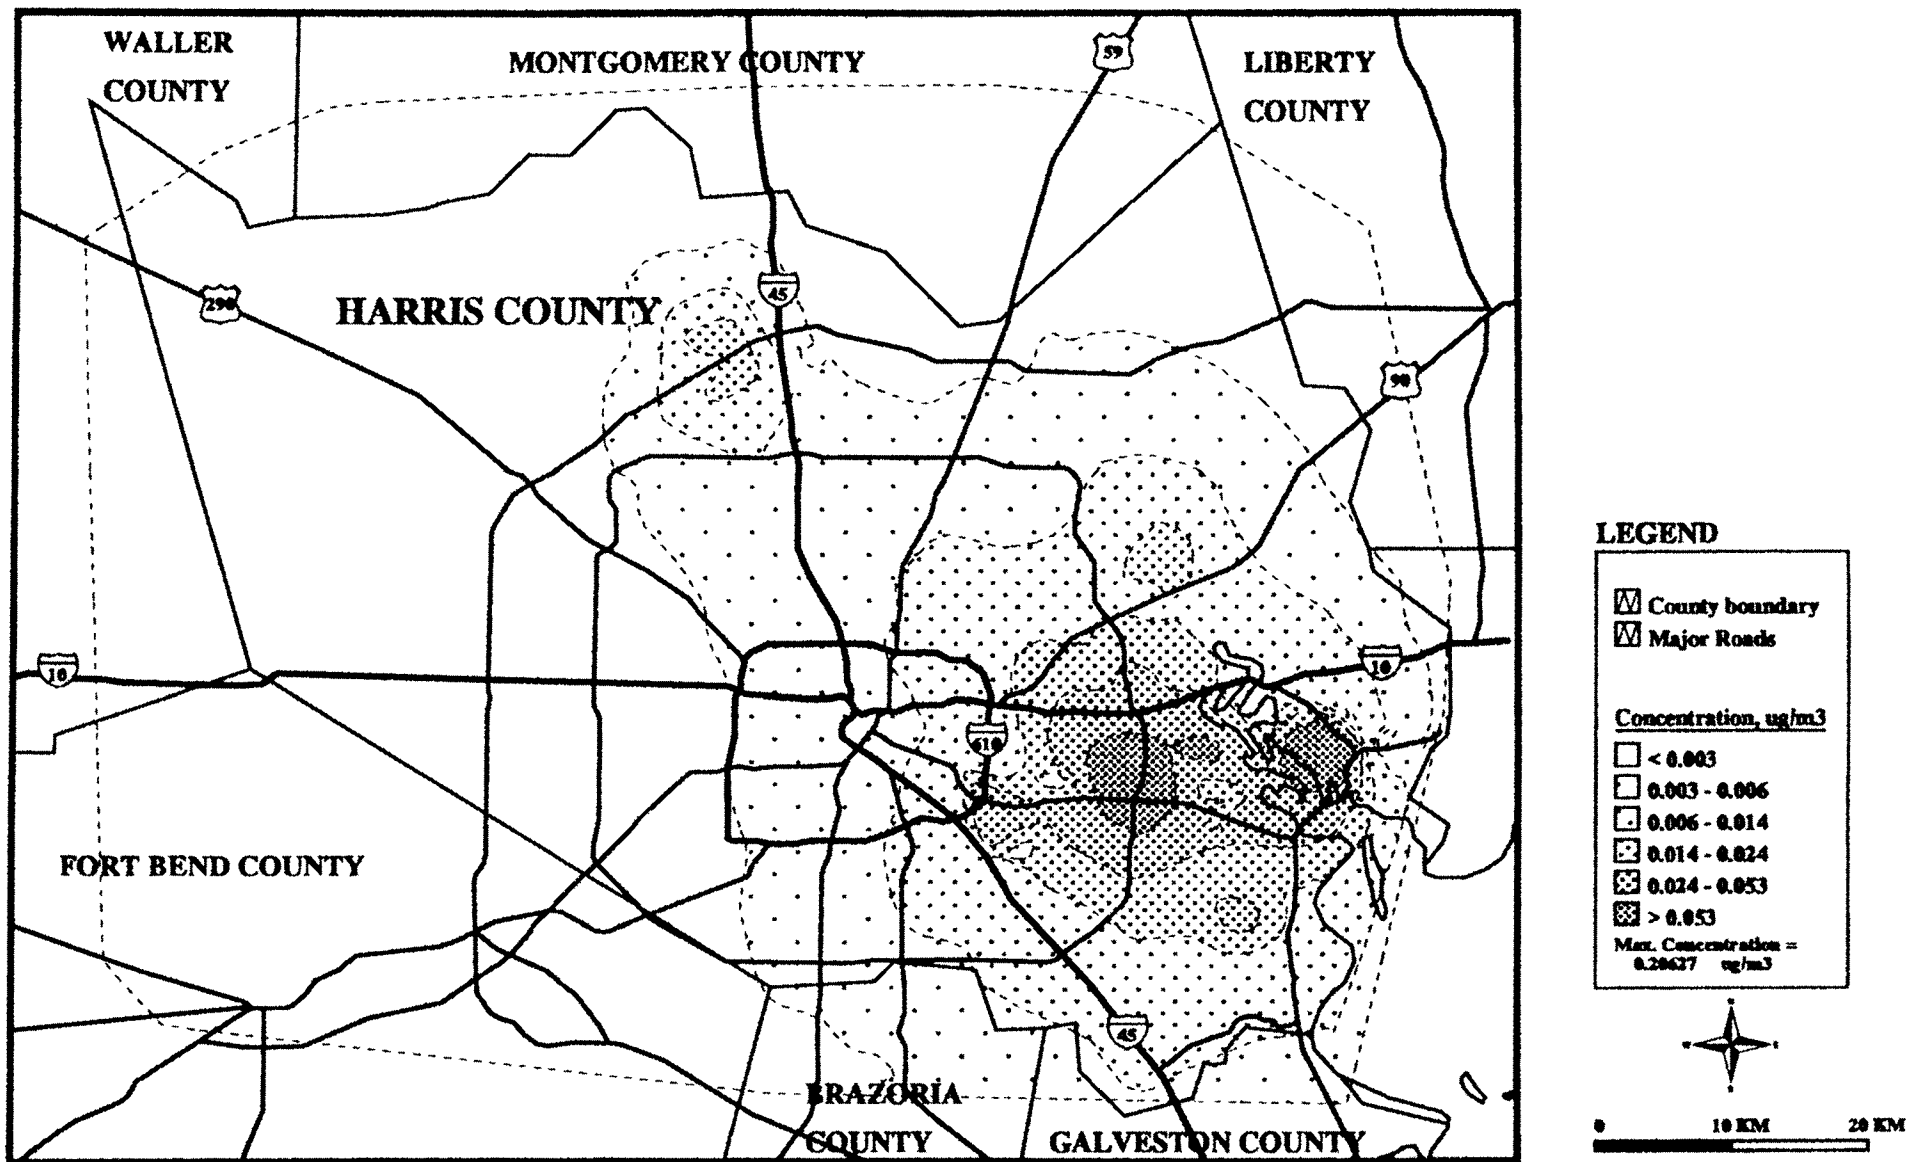 WALLER
COUNTY
MONTGOMERY COUNTY
59
LIBERTY
COUNTY
290
HARRIS COUNTY
45
90
10
10
610
FORT BEND COUNTY
45
BRAZORIA
COUNTY
GALVESTON COUNTY
LEGEND
County boundary
Major Roads
Concentration, ug/m3
< 0.003
0.003 - 0.006
0.006 - 0.014
0.014 - 0.024
0.024 - 0.053
> 0.053
Max. Concentration =
0.20627 ug/m3
0 10 KM 20 KM